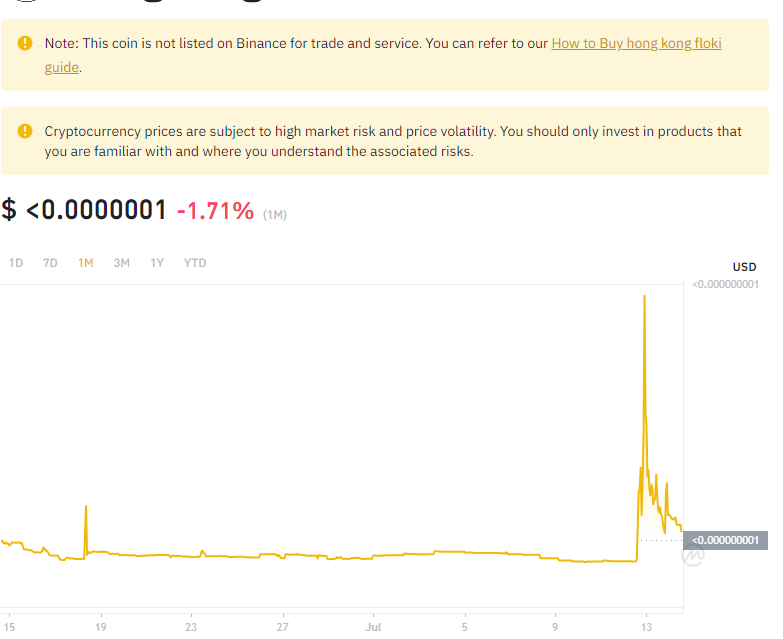 Note: This coin is not listed on Binance for trade and service. You can refer to our How to Buy hong kong floki
guide.
Cryptocurrency prices are subject to high market risk and price volatility. You should only invest in products that
you are familiar with and where you understand the associated risks.
$ <0.0000001 -1.71% (1M)
1D 7D 1M 3M 1Y YTD
USD
<0.000000001
<0.000000001
15 19 23 27 Jul 5 9 13